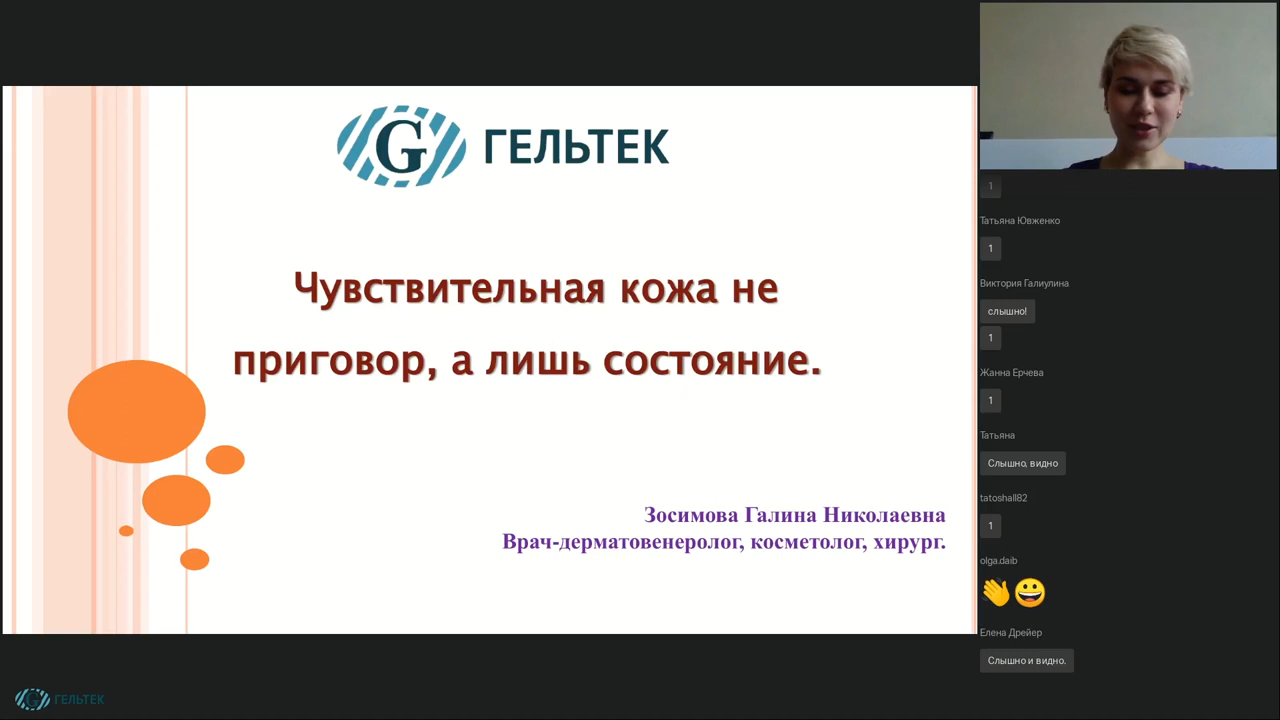 G ГЕЛЬТЕК
Чувствительная кожа не
приговор, а лишь состояние.
Зосимова Галина Николаевна
Врач-дерматовенеролог, косметолог, хирург.
1
Татьяна Ювженко
1
Виктория Галиулина
слышно!
1
Жанна Ерчева
1
Татьяна
Слышно, видно
tatoshall82
1
olga.daib
Елена Дрейер
Слышно и видно.
G ГЕЛЬТЕК